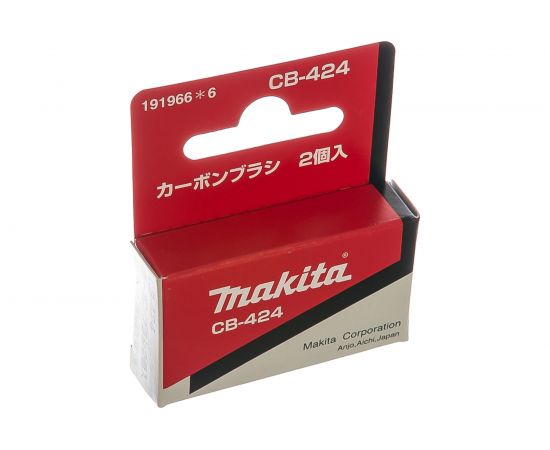 CB-424
191966*6
カーボンブラシ 2個入
makita®
CB-424
Makita Corporation
Anjo,Aichi,Japan